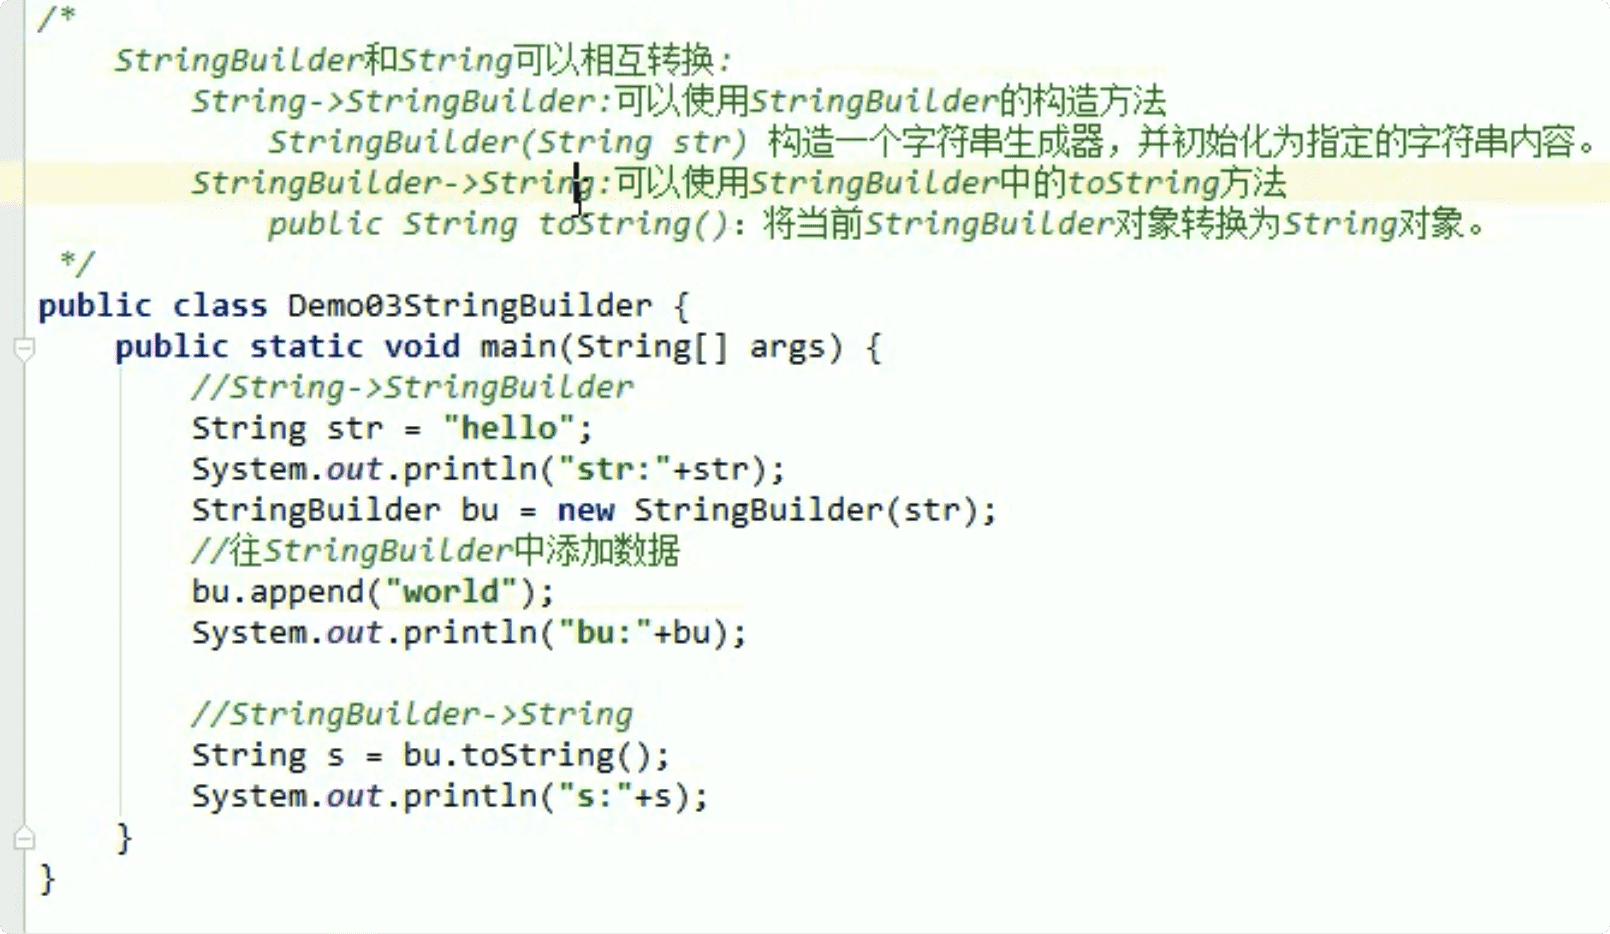 /*
    StringBuilder和String可以相互转换:
        String->StringBuilder:可以使用StringBuilder的构造方法
            StringBuilder(String str) 构造一个字符串生成器，并初始化为指定的字符串内容。
        StringBuilder->String:可以使用StringBuilder中的toString方法
            public String toString()：将当前StringBuilder对象转换为String对象。
 */
public class Demo03StringBuilder {
    public static void main(String[] args) {
        //String->StringBuilder
        String str = "hello";
        System.out.println("str:"+str);
        StringBuilder bu = new StringBuilder(str);
        //往StringBuilder中添加数据
        bu.append("world");
        System.out.println("bu:"+bu);

        //StringBuilder->String
        String s = bu.toString();
        System.out.println("s:"+s);
    }
}